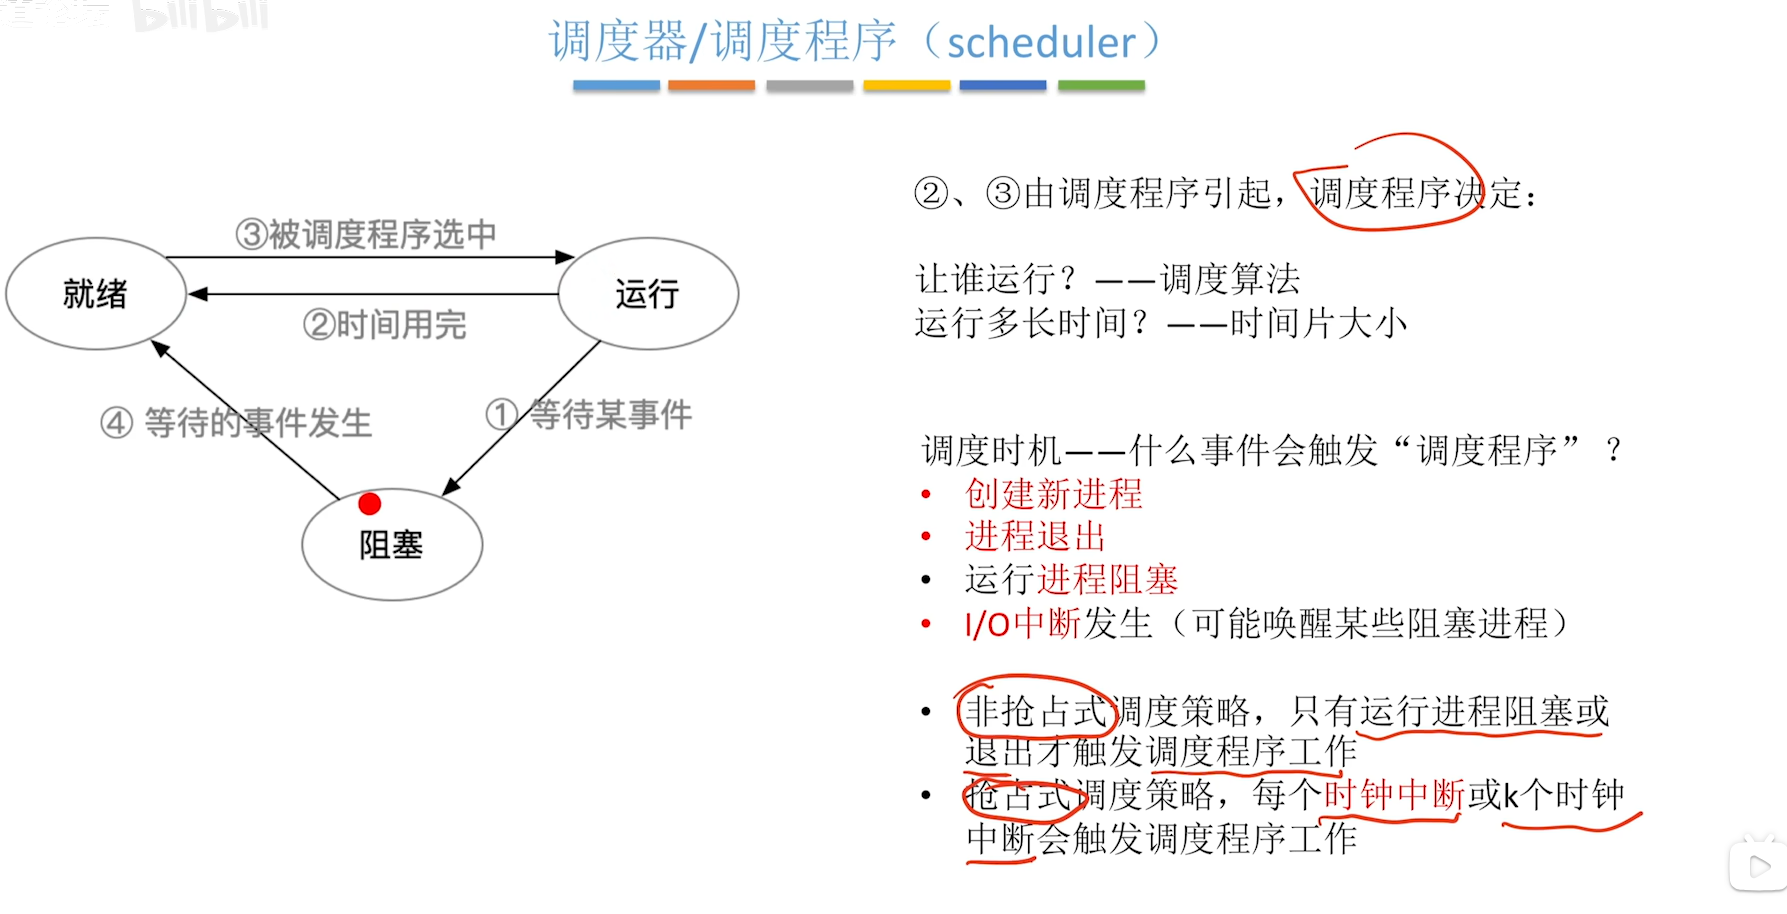 bilibili
调度器/调度程序（scheduler）
②、③由调度程序引起，调度程序决定：
③被调度程序选中
就绪
运行
②时间用完
让谁运行？——调度算法
运行多长时间？——时间片大小
④ 等待的事件发生
① 等待某事件
阻塞
调度时机——什么事件会触发“调度程序”？
• 创建新进程
• 进程退出
• 运行进程阻塞
• I/O中断发生（可能唤醒某些阻塞进程）
• 非抢占式调度策略，只有运行进程阻塞或
退出才触发调度程序工作
• 抢占式调度策略，每个时钟中断或k个时钟
中断会触发调度程序工作